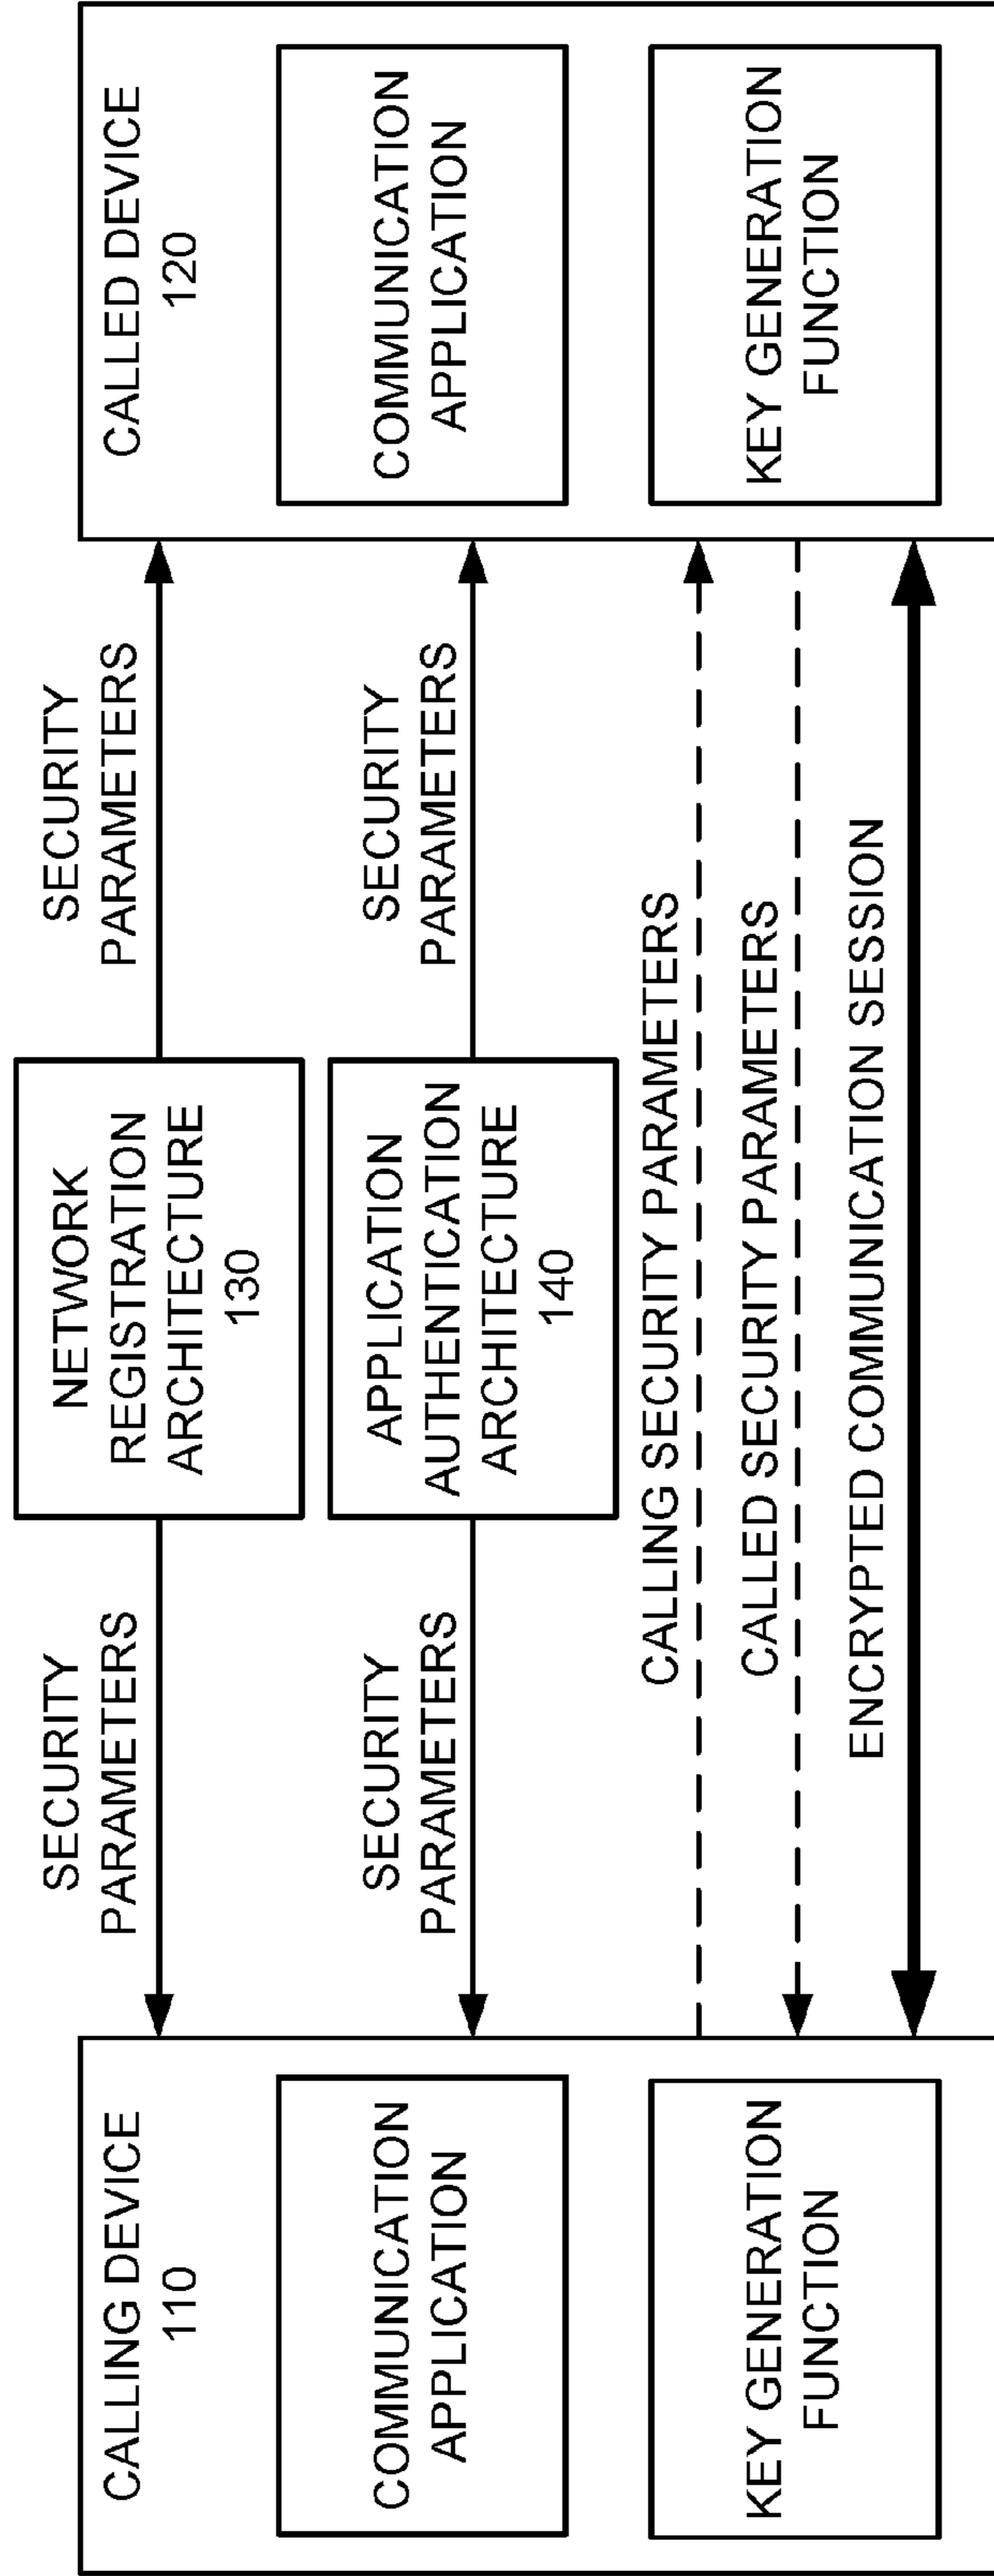 CALLING DEVICE
110
COMMUNICATION
APPLICATION
KEY GENERATION
FUNCTION
SECURITY
PARAMETERS
SECURITY
PARAMETERS
NETWORK
REGISTRATION
ARCHITECTURE
130
APPLICATION
AUTHENTICATION
ARCHITECTURE
140
SECURITY
PARAMETERS
SECURITY
PARAMETERS
CALLING SECURITY PARAMETERS
CALLED SECURITY PARAMETERS
ENCRYPTED COMMUNICATION SESSION
CALLED DEVICE
120
COMMUNICATION
APPLICATION
KEY GENERATION
FUNCTION